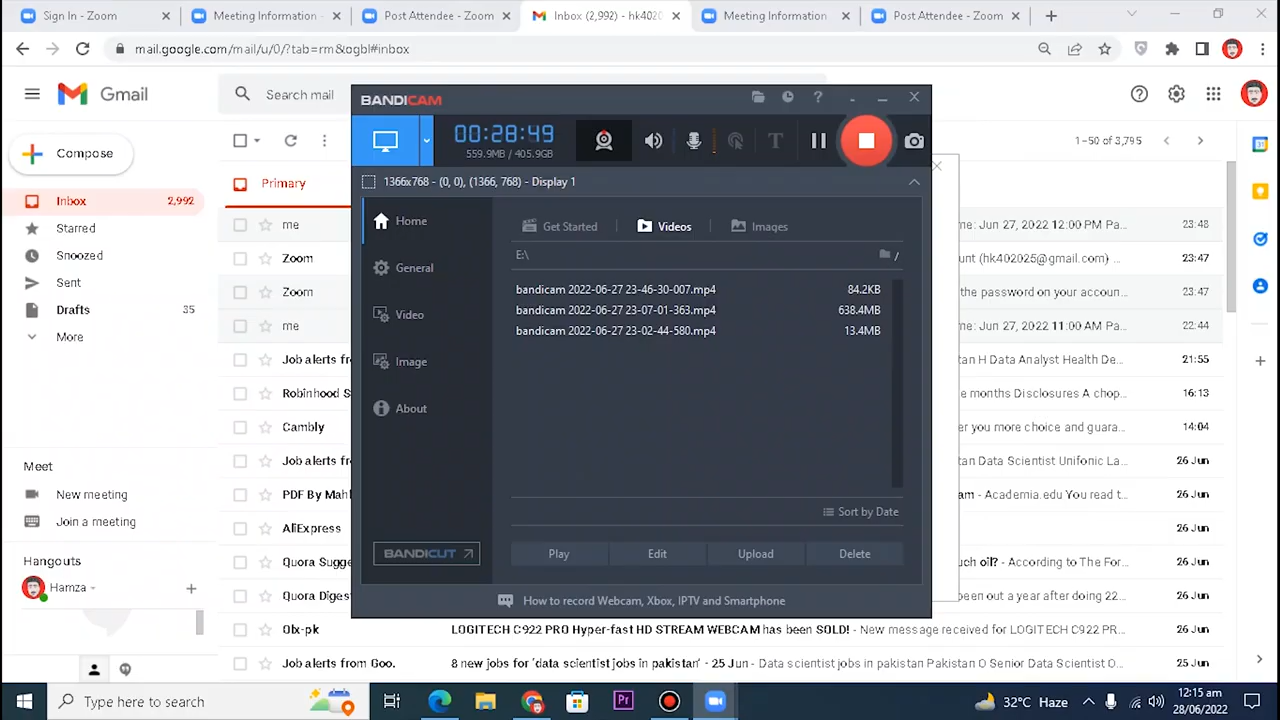 Sign In - Zoom
Meeting Information -
Post Attendee - Zoom
Inbox (2,992) - hk402
Meeting Information
Post Attendee - Zoom
mail.google.com/mail/u/0/?tab=rm&ogbl#inbox
Gmail
Search mail
Compose
1–50 of 3,795
Inbox 2,992
Starred
Snoozed
Sent
Drafts 35
More
Meet
New meeting
Join a meeting
Hangouts
Hamza
Primary
me
Zoom
Zoom
me
Job alerts fro
Robinhood S
Cambly
Job alerts fro
PDF By Mahl
AliExpress
Quora Sugge
Quora Diges
Olx-pk
LOGITECH C922 PRO Hyper-fast HD STREAM WEBCAM has been SOLD! - New message received for LOGITECH C922 PR...
Job alerts from Goo.
8 new jobs for 'data scientist jobs in pakistan' - 25 Jun - Data scientist jobs in pakistan Pakistan O Senior Data Scientist O...
BANDICAM
00:28:49
559.9MB / 405.9GB
1366x768 - (0, 0), (1366, 768) - Display 1
Home
General
Video
Image
About
BANDICUT
Get Started
Videos
Images
E:\
bandicam 2022-06-27 23-46-30-007.mp4 84.2KB
bandicam 2022-06-27 23-07-01-363.mp4 638.4MB
bandicam 2022-06-27 23-02-44-580.mp4 13.4MB
Sort by Date
Play
Edit
Upload
Delete
How to record Webcam, Xbox, IPTV and Smartphone
me: Jun 27, 2022 12:00 PM Pa... 23:48
unt (hk402025@gmail.com) ... 23:47
the password on your accoun... 23:47
me: Jun 27, 2022 11:00 AM Pa... 22:44
tan H Data Analyst Health De... 21:55
e months Disclosures A chop... 16:13
er you more choice and guara... 14:04
tan Data Scientist Unifonic La... 26 Jun
am - Academia.edu You read t... 26 Jun
26 Jun
uch oil? - According to The For... 26 Jun
een out a year after doing 22... 26 Jun
25 Jun
25 Jun
Type here to search
Pr
32°C Haze
12:15 am
28/06/2022